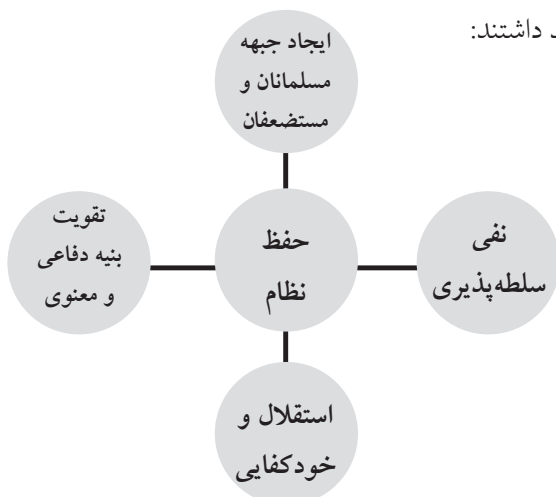 د داشتند:
ایجاد جبهه
مسلمانان و
مستضعفان
نفی
سلطه‌پذیری
حفظ
نظام
تقویت
بنیه دفاعی
و معنوی
استقلال و
خودکفایی